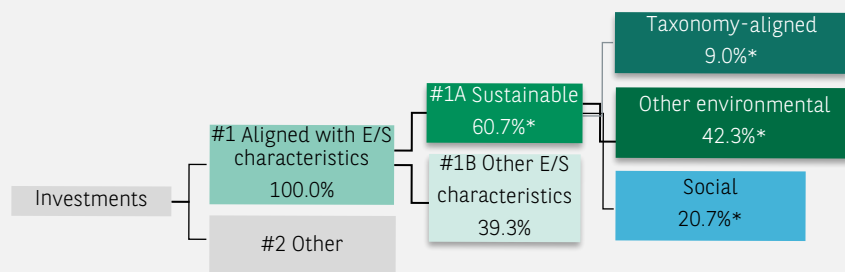 Investments
#1 Aligned with E/S
characteristics
100.0%
#2 Other
#1A Sustainable
60.7%*
#1B Other E/S
characteristics
39.3%
Taxonomy-aligned
9.0%*
Other environmental
42.3%*
Social
20.7%*